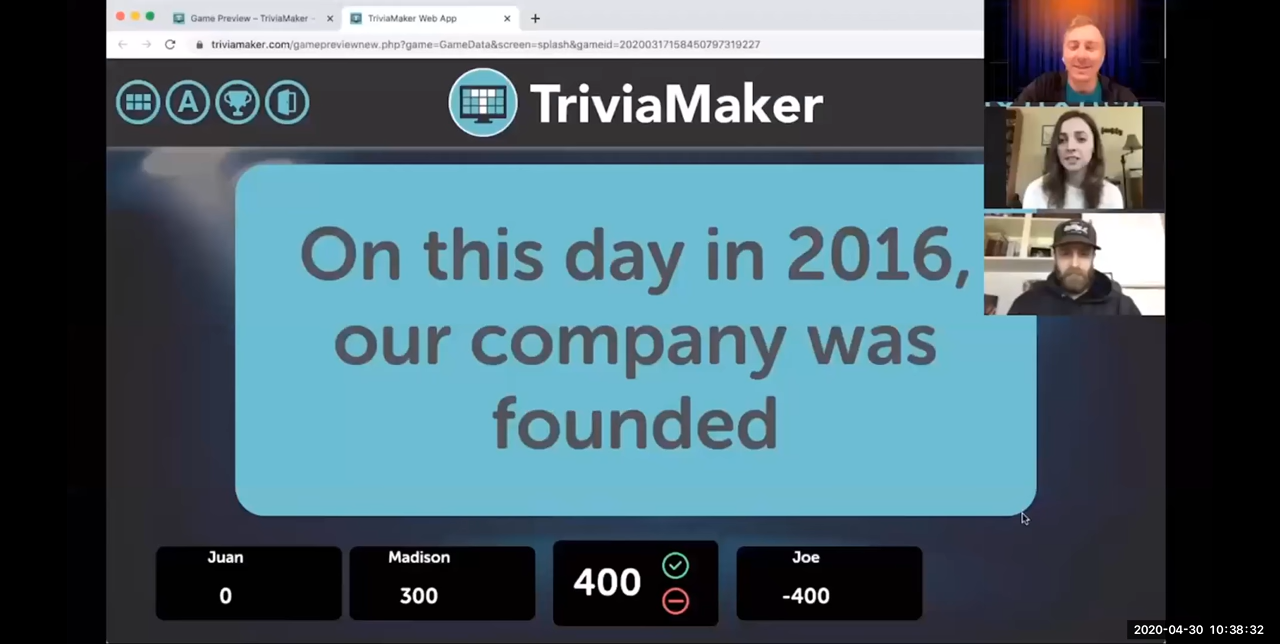 Game Preview – TriviaMaker -
TriviaMaker Web App
triviamaker.com/gamepreviewnew.php?game=GameData&screen=splash&gameid=20200317158450797319227
A
TriviaMaker
On this day in 2016,
our company was
founded
Juan
Madison
400
Joe
0
300
-400
2020-04-30 10:38:32